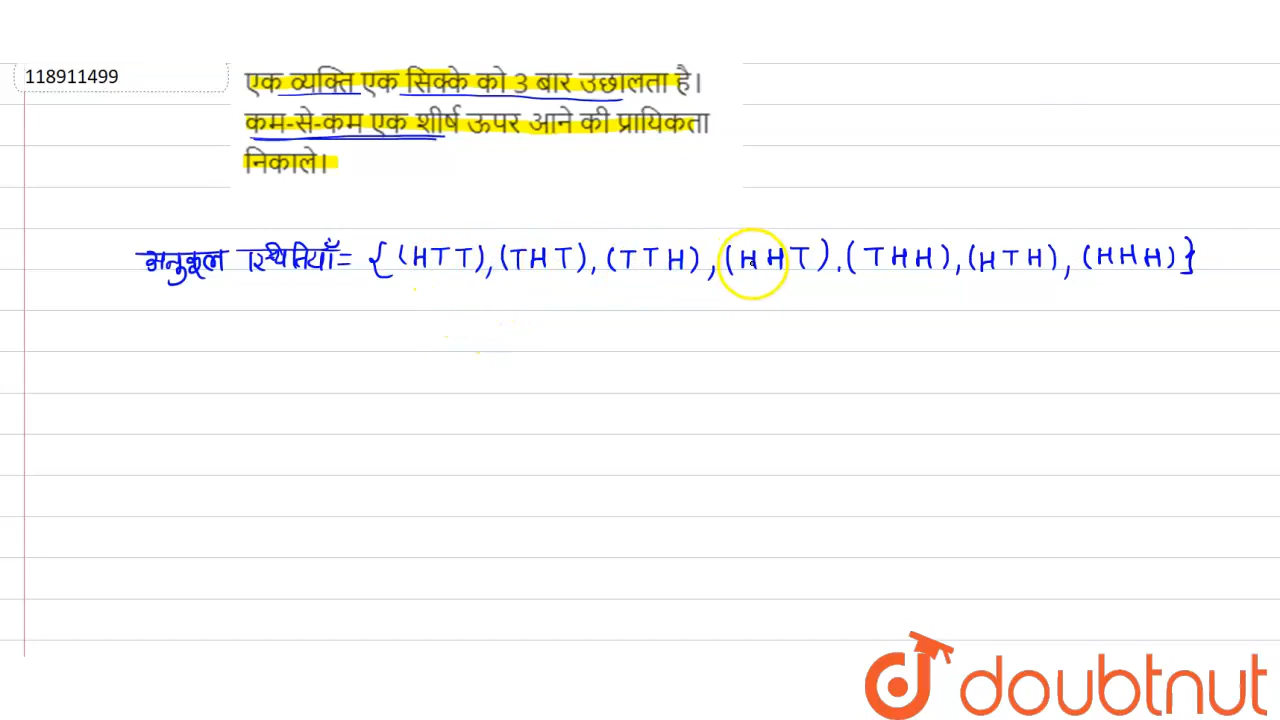 118911499
एक व्यक्ति एक सिक्के को 3 बार उछालता है।
कम-से-कम एक शीर्ष ऊपर आने की प्रायिकता
निकाले।
अनुकूल स्थितियाँ = {(HTT), (THT), (TTH), (HHT), (THH), (HTH), (HHH)}
doubtnut